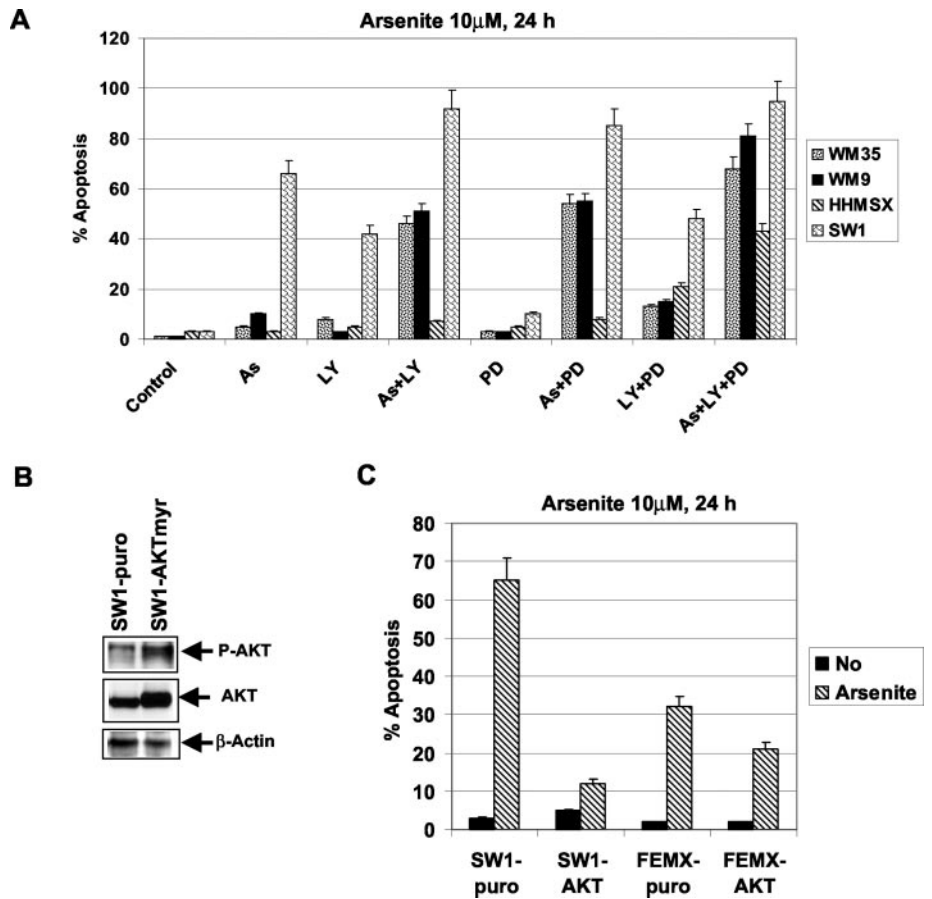 A
Arsenite 10μM, 24 h
% Apoptosis
120
100
80
60
40
20
0
Control
As
LY
As+LY
PD
As+PD
LY+PD
As+LY+PD
WM35
WM9
HHMSX
SW1
B
SW1-puro
SW1-AKTmyr
P-AKT
AKT
β-Actin
C
Arsenite 10μM, 24 h
% Apoptosis
80
70
60
50
40
30
20
10
0
SW1-
puro
SW1-
AKT
FEMX-
puro
FEMX-
AKT
No
Arsenite